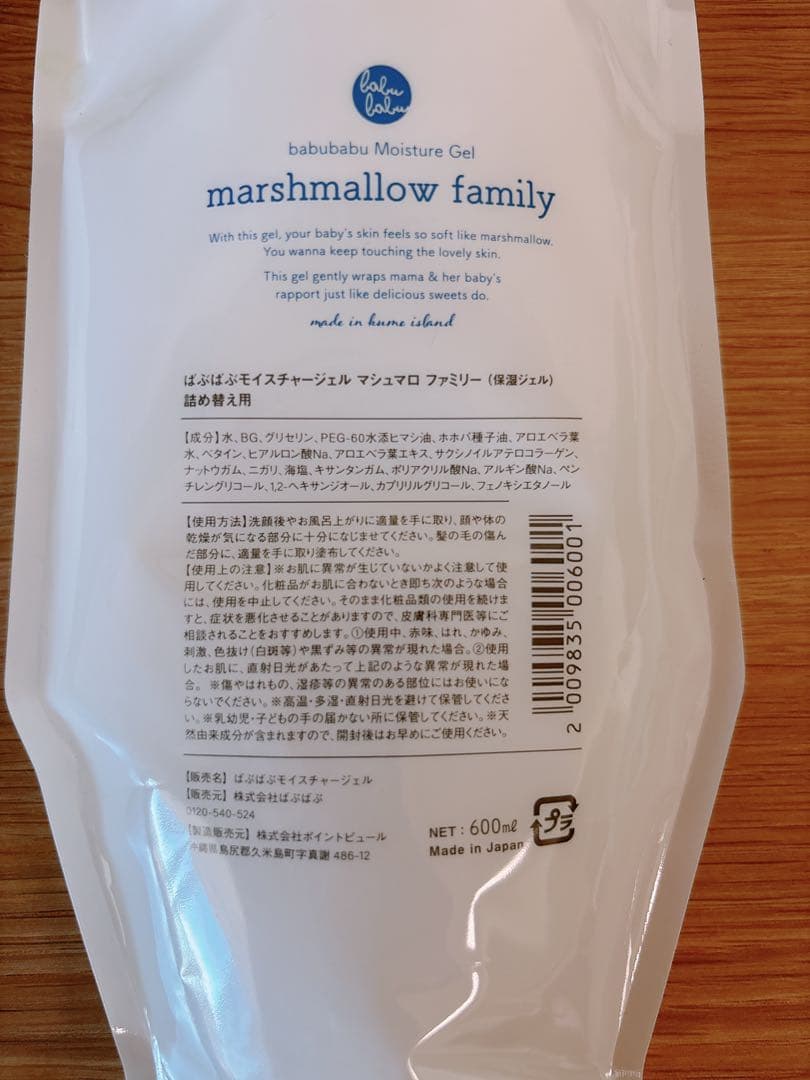 babu
babu
babubabu Moisture Gel
marshmallow family
With this gel, your baby's skin feels so soft like marshmallow.
You wanna keep touching the lovely skin.
This gel gently wraps mama & her baby's
rapport just like delicious sweets do.
made in kume island
ばぶばぶモイスチャージェル マシュマロ ファミリー (保湿ジェル)
詰め替え用
【成分】水、BG、グリセリン、PEG-60水添ヒマシ油、ホホバ種子油、アロエベラ葉
水、ベタイン、ヒアルロン酸Na、アロエベラ葉エキス、サクシノイルアテロコラーゲン、
ナットウガム、ニガリ、海塩、キサンタンガム、ポリアクリル酸Na、アルギン酸Na、ペン
チレングリコール、1,2-ヘキサンジオール、カプリリルグリコール、フェノキシエタノール
【使用方法】洗顔後やお風呂上がりに適量を手に取り、顔や体の
乾燥が気になる部分に十分になじませてください。髪の毛の傷ん
だ部分に、適量を手に取り塗布してください。
【使用上の注意】※お肌に異常が生じていないかよく注意して使
用してください。化粧品がお肌に合わないとき即ち次のような場合
には、使用を中止してください。そのまま化粧品類の使用を続けま
すと、症状を悪化させることがありますので、皮膚科専門医等にご
相談されることをおすすめします。①使用中、赤味、はれ、かゆみ、
刺激、色抜け(白斑等)や黒ずみ等の異常が現れた場合。②使用
したお肌に、直射日光があたって上記のような異常が現れた場
合。 ※傷やはれもの、湿疹等の異常のある部位にはお使いにな
らないでください。※高温・多湿・直射日光を避けて保管してくださ
い。※乳幼児・子どもの手の届かない所に保管してください。※天
然由来成分が含まれますので、開封後はお早めにご使用ください。
2 009835 006001
【販売名】ばぶばぶモイスチャージェル
【販売元】株式会社ばぶばぶ
0120-540-524
【製造販売元】株式会社ポイントピュール
沖縄県島尻郡久米島町字真謝 486-12
NET : 600㎖
Made in Japan
プラ